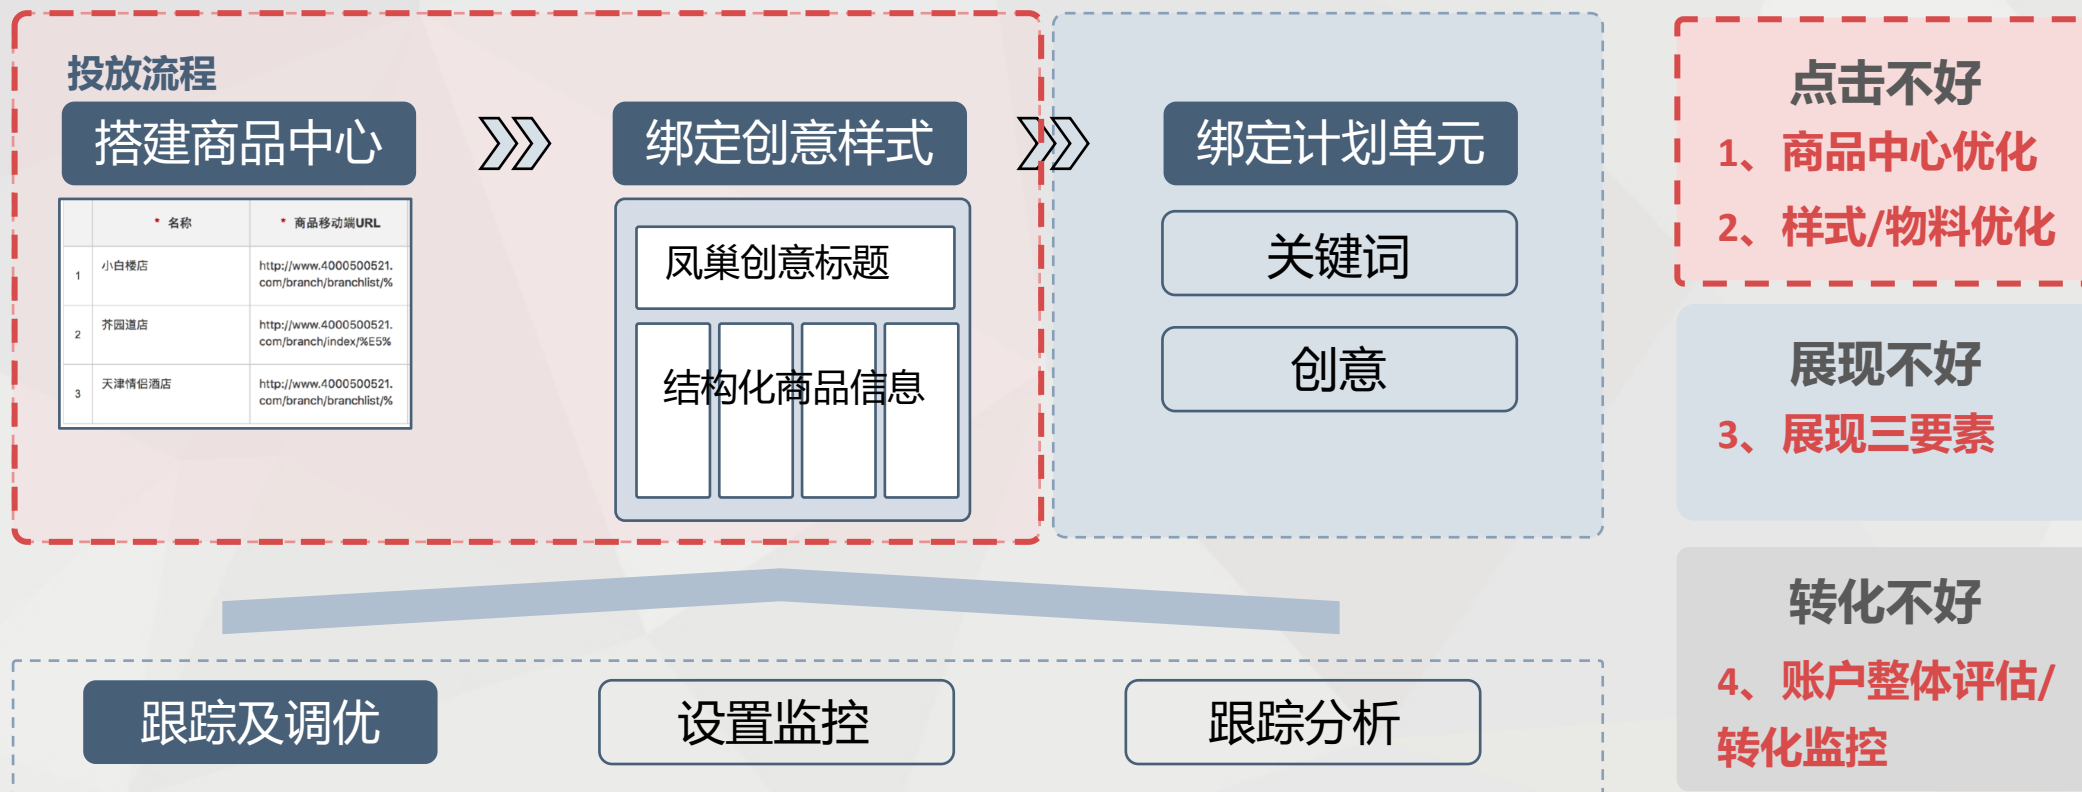 投放流程
搭建商品中心
绑定创意样式
绑定计划单元
* 名称
* 商品移动端URL
1
小白楼店
http://www.4000500521.
com/branch/branchlist/%
2
芥园道店
http://www.4000500521.
com/branch/index/%E5%
3
天津情侣酒店
http://www.4000500521.
com/branch/branchlist/%
凤巢创意标题
结构化商品信息
关键词
创意
跟踪及调优
设置监控
跟踪分析
点击不好
1、商品中心优化
2、样式/物料优化
展现不好
3、展现三要素
转化不好
4、账户整体评估/
转化监控